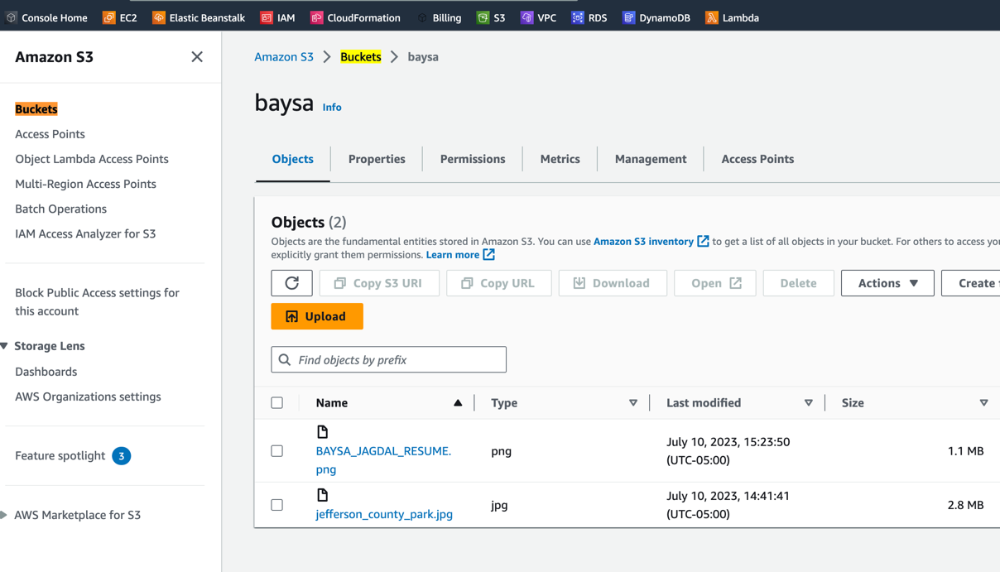 Console Home EC2 Elastic Beanstalk IAM CloudFormation Billing S3 VPC RDS DynamoDB Lambda
Amazon S3
Buckets
Access Points
Object Lambda Access Points
Multi-Region Access Points
Batch Operations
IAM Access Analyzer for S3
Block Public Access settings for
this account
Storage Lens
Dashboards
AWS Organizations settings
Feature spotlight 3
AWS Marketplace for S3
Amazon S3 Buckets baysa
baysa Info
Objects Properties Permissions Metrics Management Access Points
Objects (2)
Objects are the fundamental entities stored in Amazon S3. You can use Amazon S3 inventory to get a list of all objects in your bucket. For others to access
explicitly grant them permissions. Learn more
Copy S3 URI Copy URL Download Open Delete Actions Create
Upload
Find objects by prefix
Name Type Last modified Size
BAYSA_JAGDAL_RESUME.
png
png
July 10, 2023, 15:23:50
(UTC-05:00)
1.1 MB
jefferson_county_park.jpg
jpg
July 10, 2023, 14:41:41
(UTC-05:00)
2.8 MB